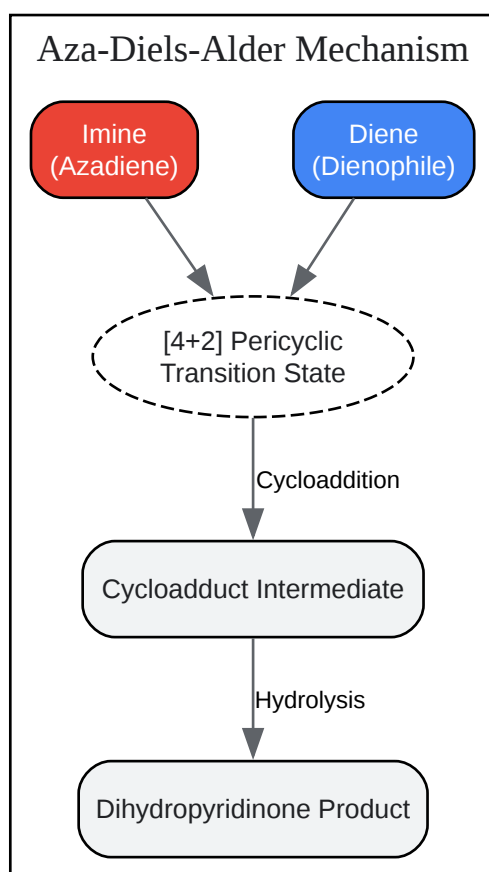 Aza-Diels-Alder Mechanism
Imine
(Azadiene)
Diene
(Dienophile)
[4+2] Pericyclic
Transition State
Cycloaddition
Cycloadduct Intermediate
Hydrolysis
Dihydropyridinone Product